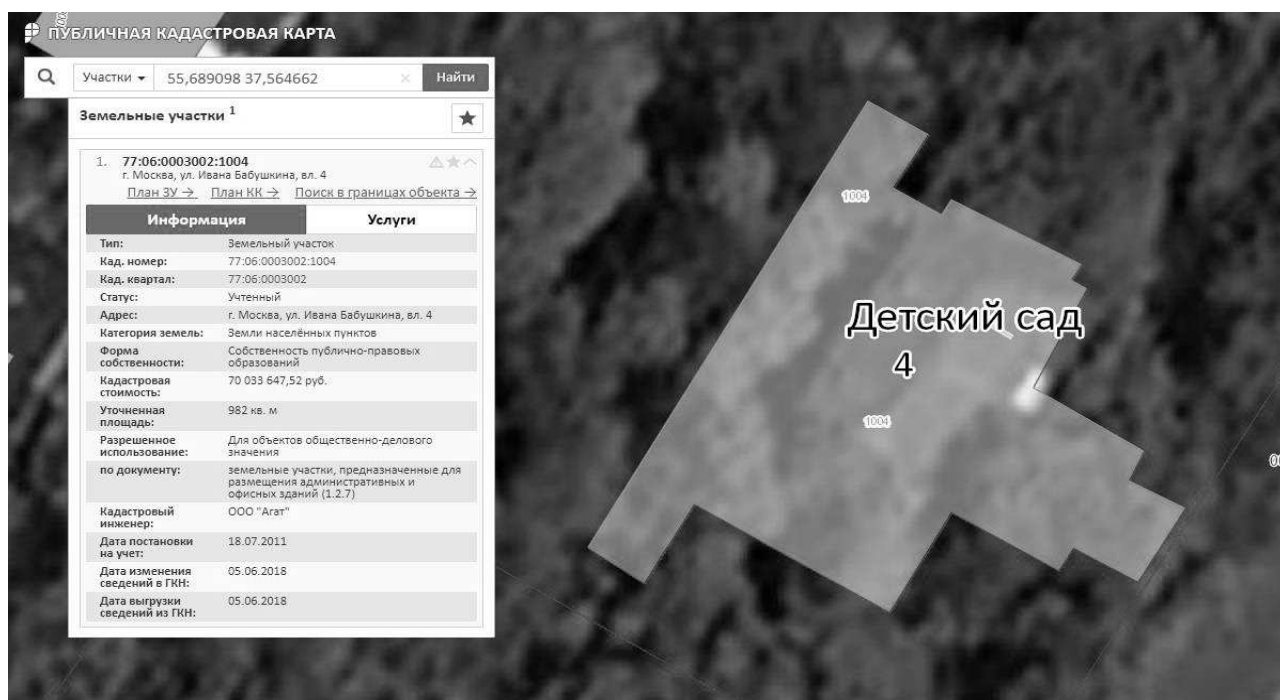 ПУБЛИЧНАЯ КАДАСТРОВАЯ КАРТА
Участки 55,689098 37,564662 × Найти
Земельные участки 1
1. 77:06:0003002:1004
г. Москва, ул. Ивана Бабушкина, вл. 4
План ЗУ → План КК → Поиск в границах объекта →
Информация Услуги
Тип: Земельный участок
Кад. номер: 77:06:0003002:1004
Кад. квартал: 77:06:0003002
Статус: Учтенный
Адрес: г. Москва, ул. Ивана Бабушкина, вл. 4
Категория земель: Земли населённых пунктов
Форма Собственность публично-правовых
собственности: образований
Кадастровая 70 033 647,52 руб.
стоимость:
Уточненная 982 кв. м
площадь:
Разрешенное Для объектов общественно-делового
использование: значения
по документу: земельные участки, предназначенные для
размещения административных и
офисных зданий (1.2.7)
Кадастровый ООО "Агат"
инженер:
Дата постановки 18.07.2011
на учет:
Дата изменения 05.06.2018
сведений в ГКН:
Дата выгрузки 05.06.2018
сведений из ГКН:
1004
Детский сад
4
1004